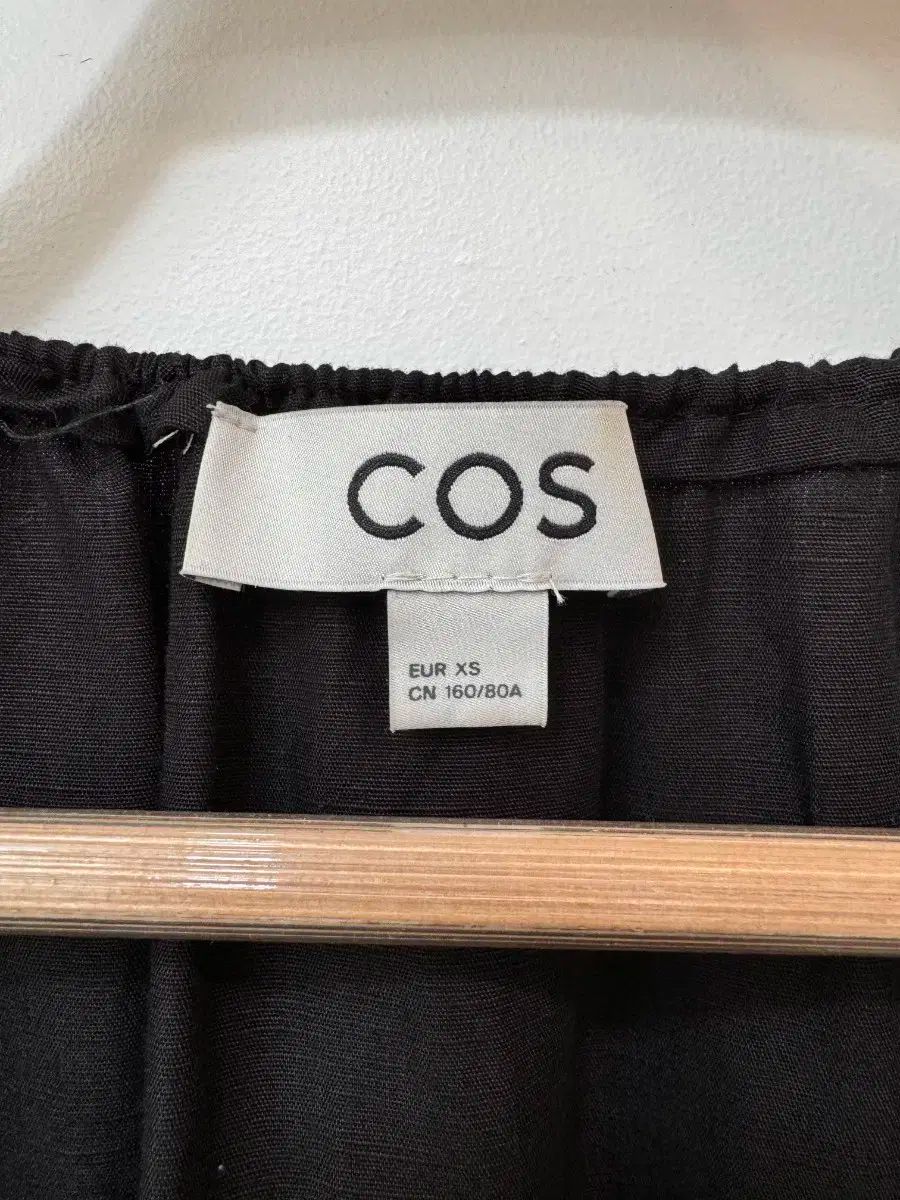 COS
EUR XS
CN 160/80A